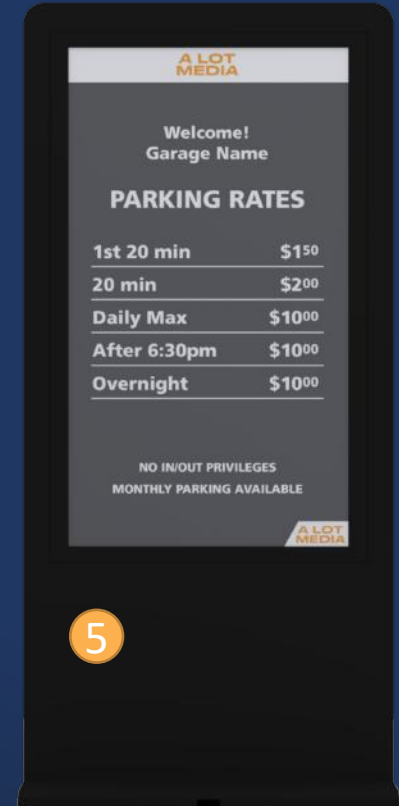 A LOT
MEDIA
Welcome!
Garage Name
PARKING RATES
1st 20 min $150
20 min $200
Daily Max $1000
After 6:30pm $1000
Overnight $1000
NO IN/OUT PRIVILEGES
MONTHLY PARKING AVAILABLE
A LOT
MEDIA
5